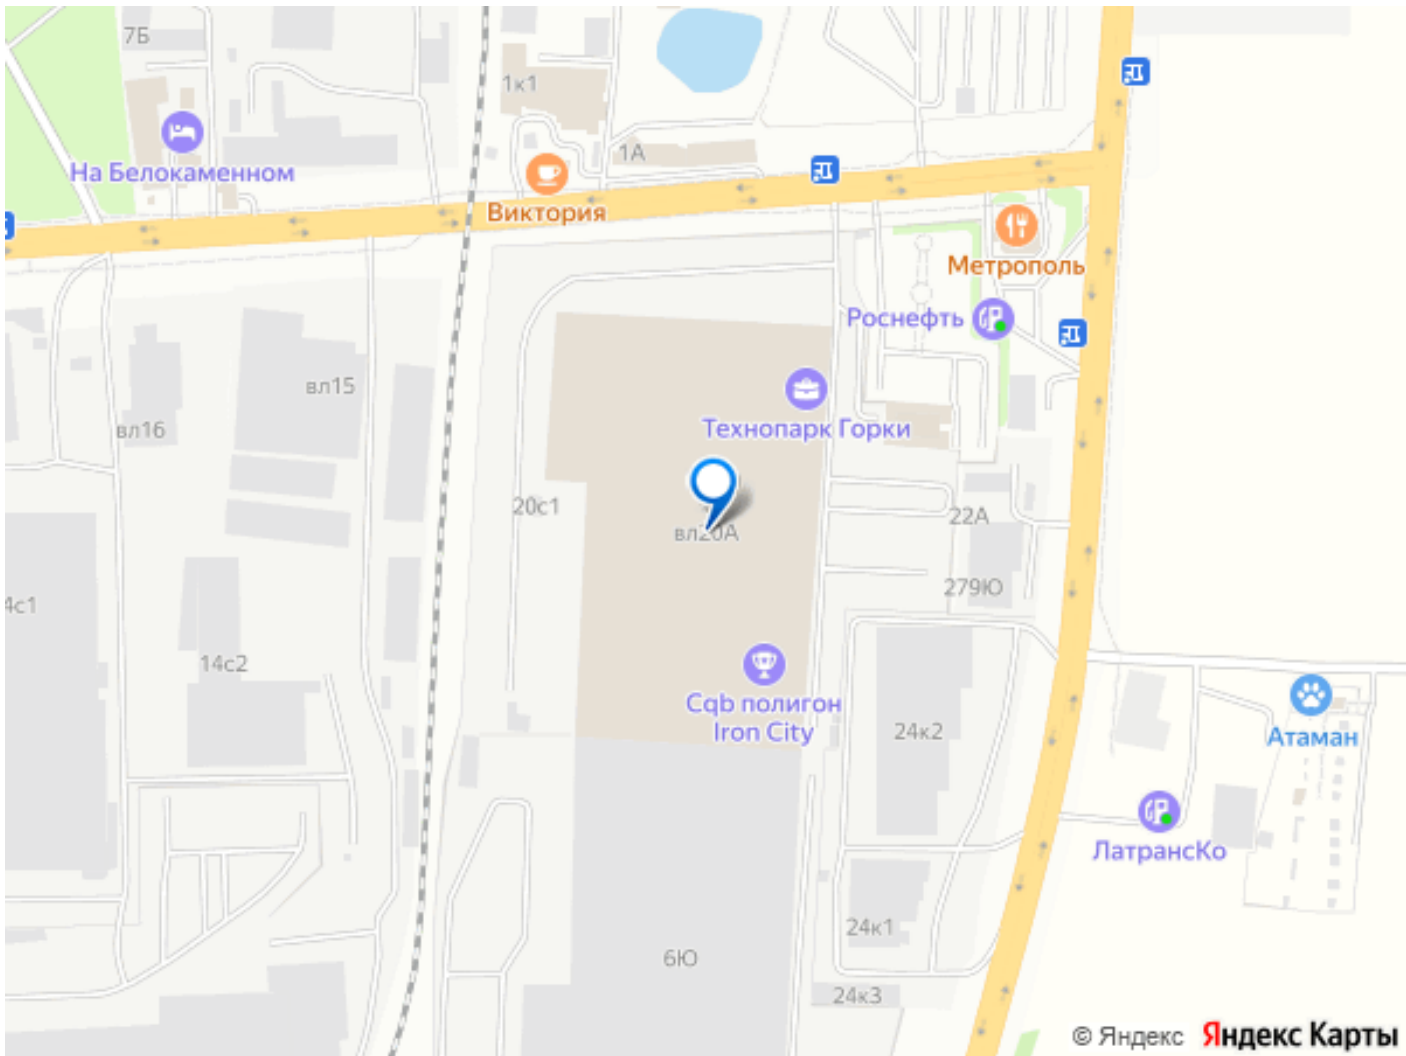 7Б
1к1
1А
На Белокаменном
Виктория
Метрополь
Роснефть
вл15
вл16
Технопарк Горки
20с1
вл20А
22А
279Ю
4с1
14с2
Cqb полигон
Iron City
24к2
Атаман
ЛатрансКо
24к1
6Ю
24к3
© Яндекс Яндекс Карты